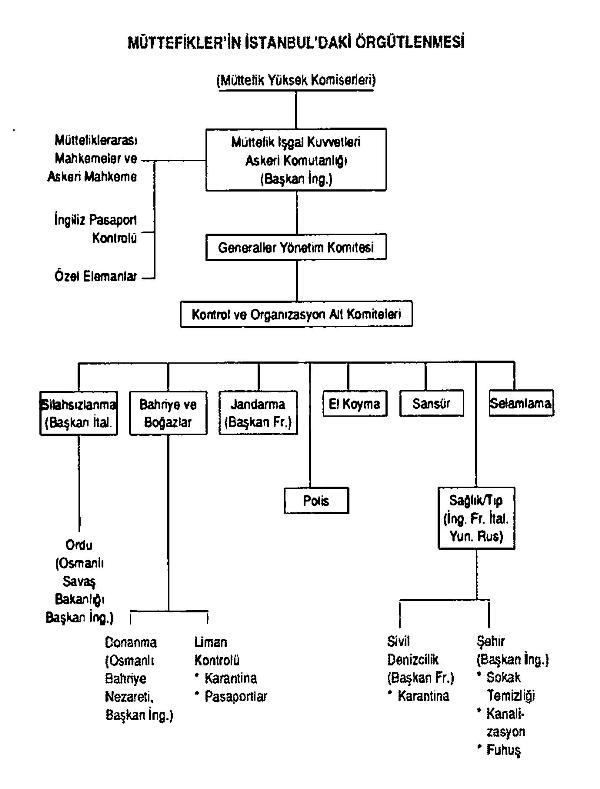 MÜTTEFİKLER'İN İSTANBUL'DAKİ ÖRGÜTLENMESİ
(Müttefik Yüksek Komiserleri)
Müttefik İşgal Kuvvetleri
Askeri Komutanlığı
(Başkan İng.)
Müttefiklerarası
Mahkemeler ve
Askeri Mahkeme
İngiliz Pasaport
Kontrolü
Özel Elemanlar
Generaller Yönetim Komitesi
Kontrol ve Organizasyon Alt Komiteleri
Silahsızlanma
(Başkan İtal.
Bahriye ve
Boğazlar
Jandarma
(Başkan Fr.)
El Koyma
Sansür
Selamlama
Polis
Sağlık/Tıp
(İng. Fr. İtal.
Yun. Rus)
Ordu
(Osmanlı
Savaş
Bakanlığı
Başkan İng.)
Donanma
(Osmanlı
Bahriye
Nezareti,
Başkan İng.)
Liman
Kontrolü
* Karantina
* Pasaportlar
Sivil
Denizcilik
(Başkan Fr.)
* Karantina
Şehir
(Başkan İng.)
* Sokak
Temizliği
* Kanali-
zasyon
* Fuhuş